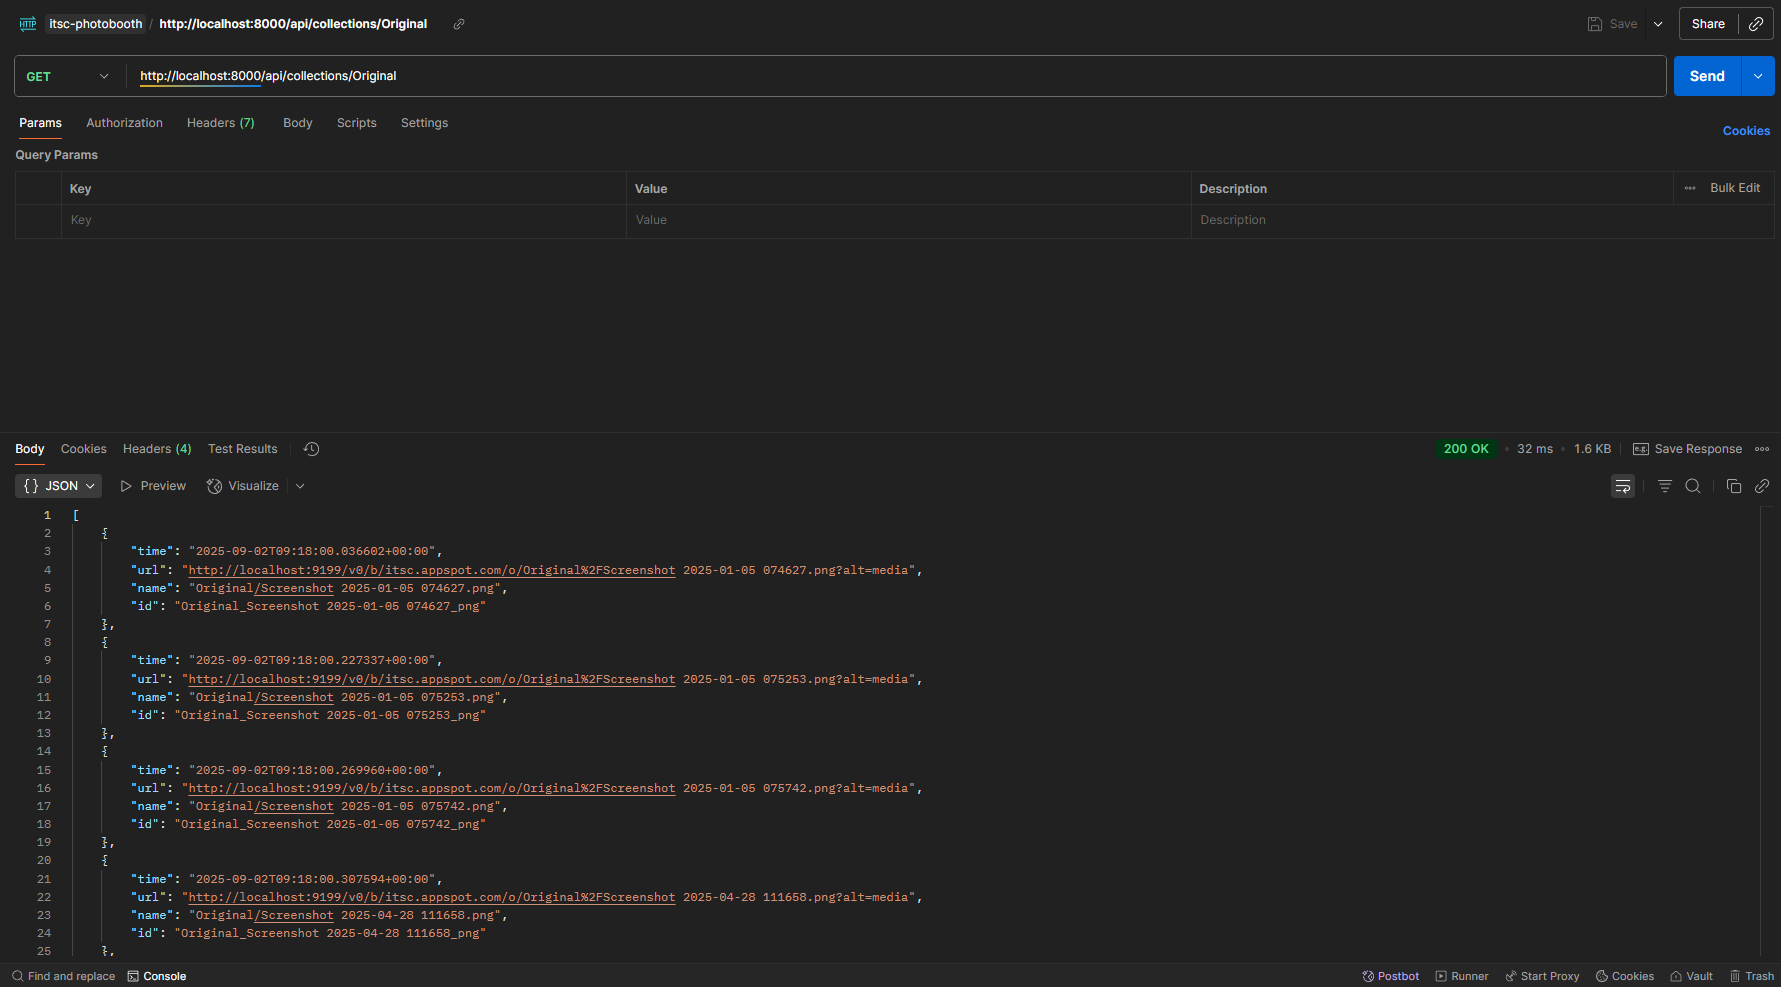 HTTP itsc-photobooth / http://localhost:8000/api/collections/Original Save Share
GET http://localhost:8000/api/collections/Original Send
Params Authorization Headers (7) Body Scripts Settings Cookies
Query Params
Key Value Description Bulk Edit
Key Value Description
Body Cookies Headers (4) Test Results 200 OK 32 ms 1.6 KB e.g. Save Response
{} JSON Preview Visualize
1 [
2 {
3 "time": "2025-09-02T09:18:00.036602+00:00",
4 "url": "http://localhost:9199/v0/b/itsc.appspot.com/o/Original%2FScreenshot 2025-01-05 074627.png?alt=media",
5 "name": "Original/Screenshot 2025-01-05 074627.png",
6 "id": "Original_Screenshot 2025-01-05 074627_png"
7 },
8 {
9 "time": "2025-09-02T09:18:00.227337+00:00",
10 "url": "http://localhost:9199/v0/b/itsc.appspot.com/o/Original%2FScreenshot 2025-01-05 075253.png?alt=media",
11 "name": "Original/Screenshot 2025-01-05 075253.png",
12 "id": "Original_Screenshot 2025-01-05 075253_png"
13 },
14 {
15 "time": "2025-09-02T09:18:00.269960+00:00",
16 "url": "http://localhost:9199/v0/b/itsc.appspot.com/o/Original%2FScreenshot 2025-01-05 075742.png?alt=media",
17 "name": "Original/Screenshot 2025-01-05 075742.png",
18 "id": "Original_Screenshot 2025-01-05 075742_png"
19 },
20 {
21 "time": "2025-09-02T09:18:00.307594+00:00",
22 "url": "http://localhost:9199/v0/b/itsc.appspot.com/o/Original%2FScreenshot 2025-04-28 111658.png?alt=media",
23 "name": "Original/Screenshot 2025-04-28 111658.png",
24 "id": "Original_Screenshot 2025-04-28 111658_png"
25 },
Find and replace Console Postbot Runner Start Proxy Cookies Vault Trash